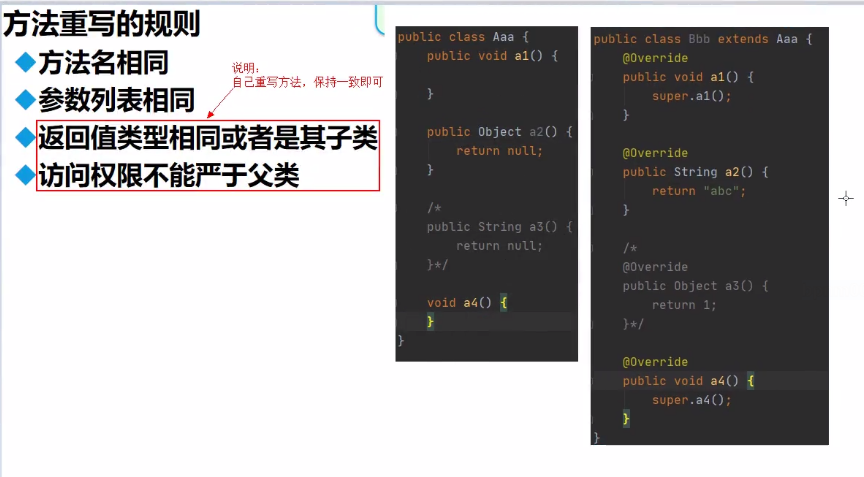 方法重写的规则
方法名相同
参数列表相同
返回值类型相同或者是其子类
访问权限不能严于父类
说明：
自己重写方法，保持一致即可
public class Aaa {
    public void a1() {

    }

    public Object a2() {
        return null;
    }

    /*
    public String a3() {
        return null;
    }*/

    void a4() {
    }
}
public class Bbb extends Aaa {
    @Override
    public void a1() {
        super.a1();
    }

    @Override
    public String a2() {
        return "abc";
    }

    /*
    @Override
    public Object a3() {
        return 1;
    }*/

    @Override
    public void a4() {
        super.a4();
    }
}